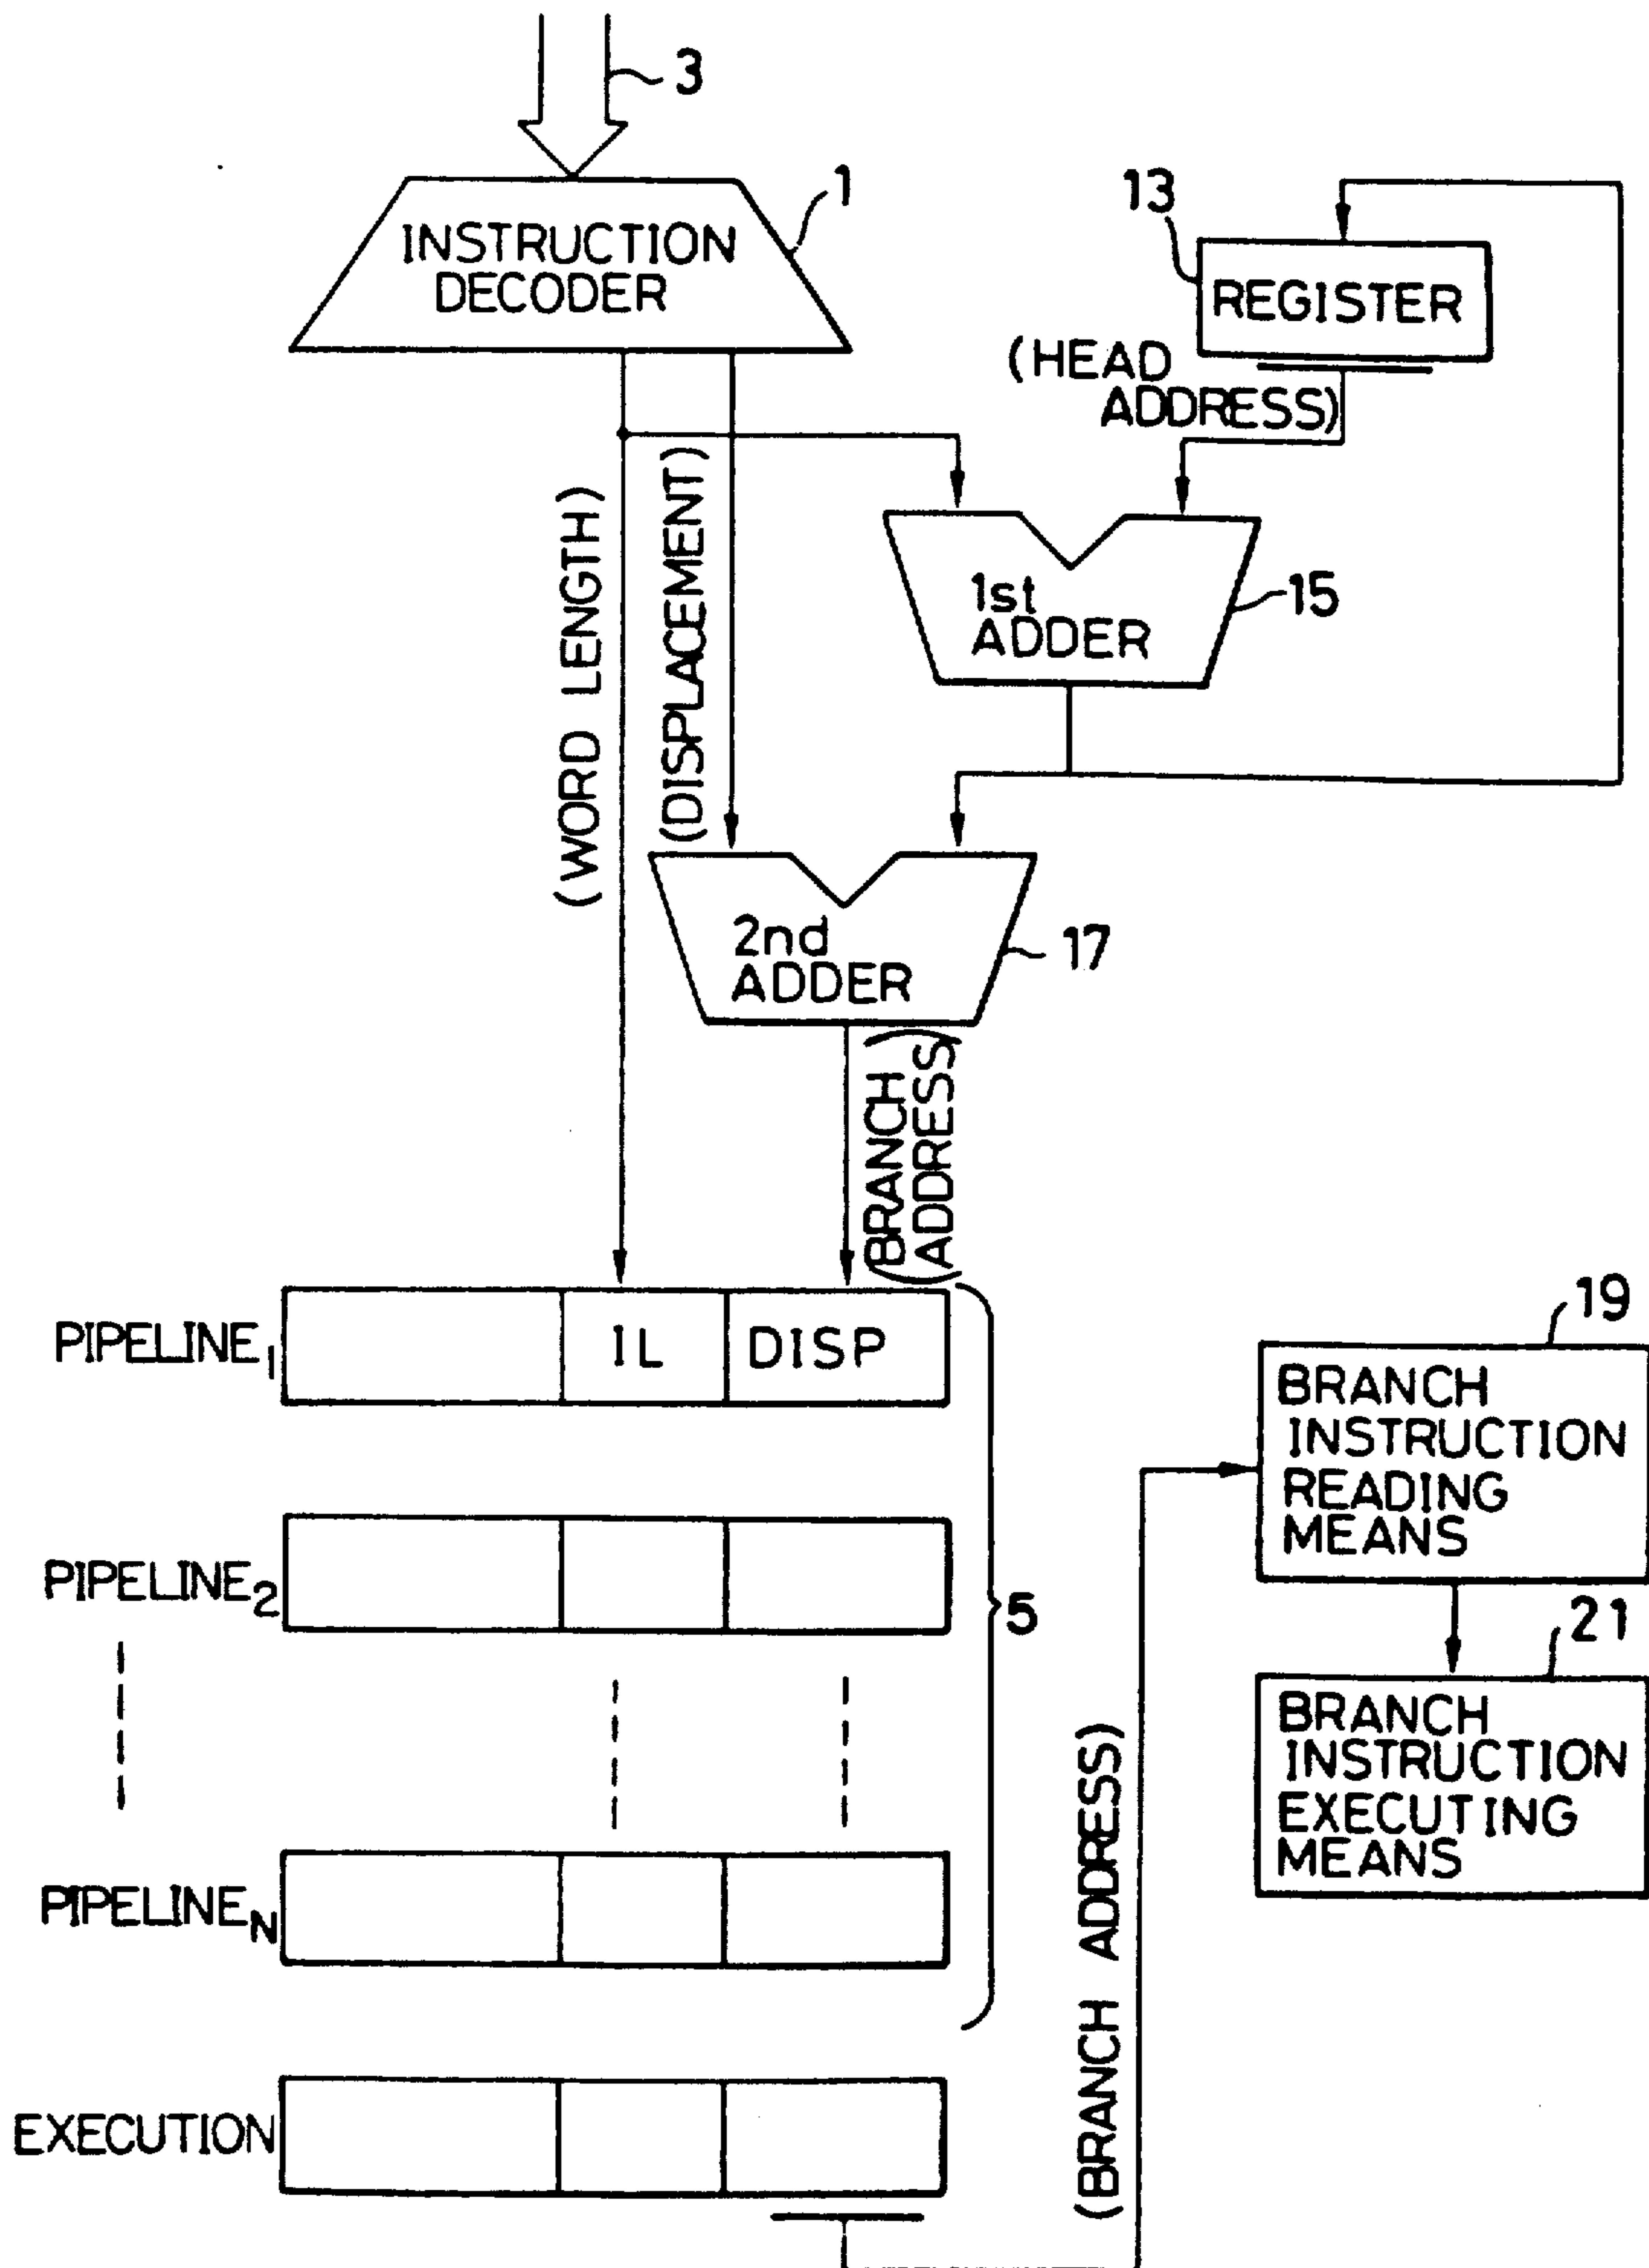 3
1
INSTRUCTION
DECODER
13
REGISTER
(HEAD
ADDRESS)
(WORD LENGTH)
(DISPLACEMENT)
1st
ADDER
15
2nd
ADDER
17
(BRANCH
ADDRESS)
PIPELINE1
IL
DISP
PIPELINE2
5
PIPELINEN
EXECUTION
(BRANCH ADDRESS)
19
BRANCH
INSTRUCTION
READING
MEANS
21
BRANCH
INSTRUCTION
EXECUTING
MEANS